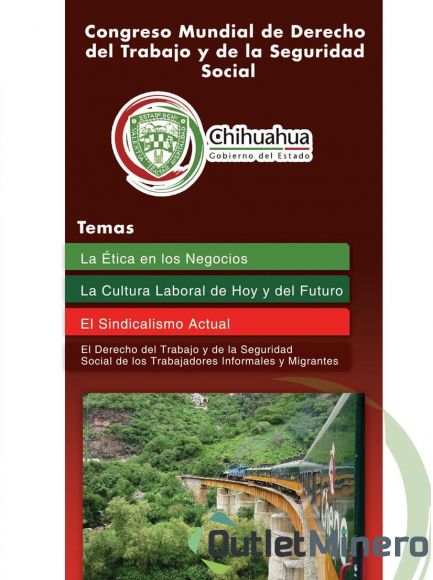 Congreso Mundial de Derecho
del Trabajo y de la Seguridad
Social
Chihuahua
Gobierno del Estado
Temas
La Ética en los Negocios
La Cultura Laboral de Hoy y del Futuro
El Sindicalismo Actual
El Derecho del Trabajo y de la Seguridad
Social de los Trabajadores Informales y Migrantes
OutletMinero